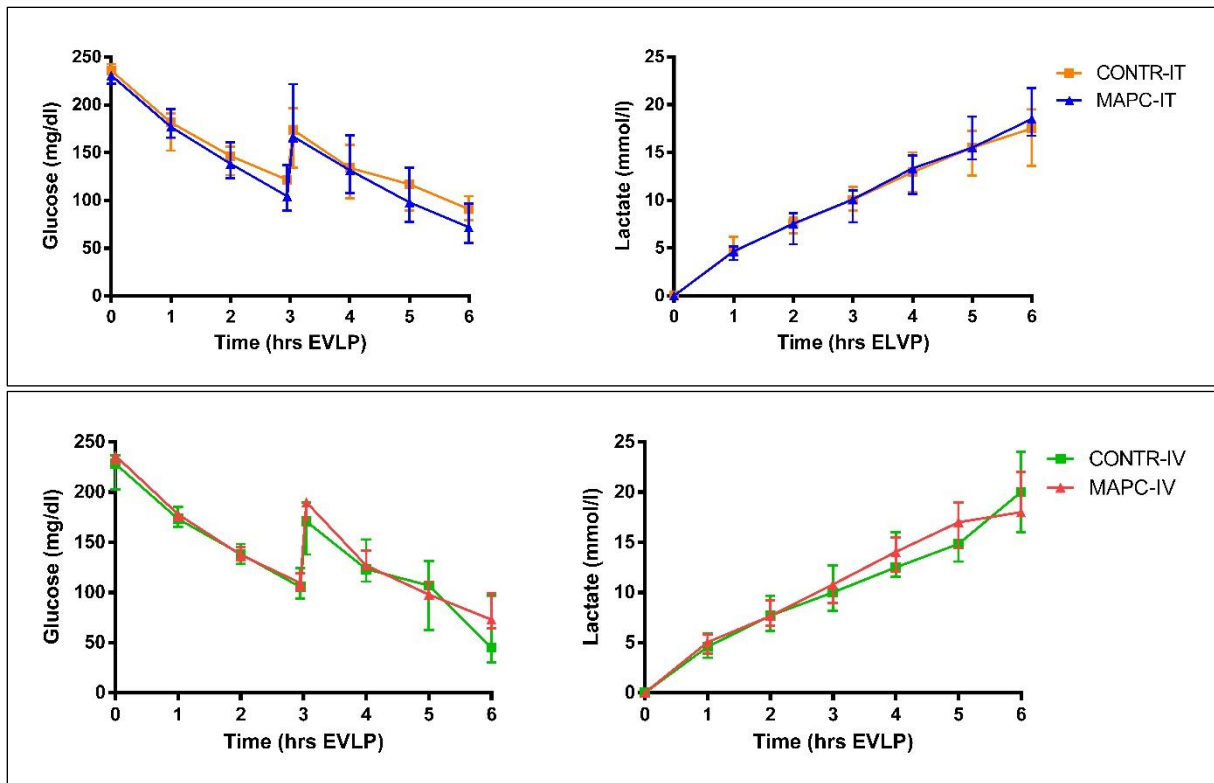 Glucose (mg/dl)
250
200
150
100
50
0
0 1 2 3 4 5 6
Time (hrs EVLP)
Lactate (mmol/l)
25
20
15
10
5
0
0 1 2 3 4 5 6
Time (hrs ELVP)
CONTR-IT
MAPC-IT
Glucose (mg/dl)
250
200
150
100
50
0
0 1 2 3 4 5 6
Time (hrs EVLP)
Lactate (mmol/l)
25
20
15
10
5
0
0 1 2 3 4 5 6
Time (hrs EVLP)
CONTR-IV
MAPC-IV